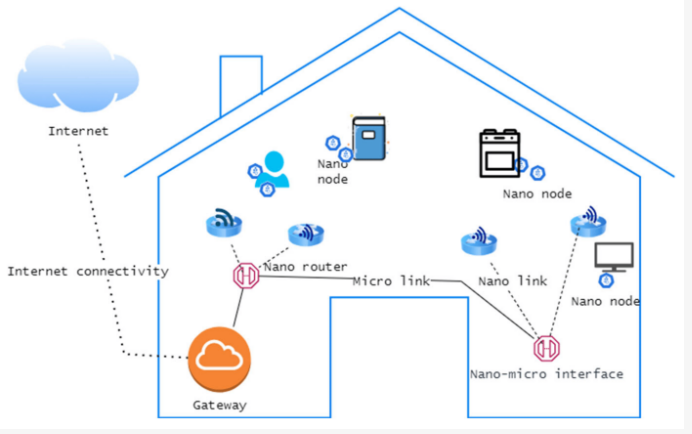 Internet
Nano
node
Nano node
Internet connectivity
Nano router
Micro link
Nano link
Nano node
Nano-micro interface
Gateway